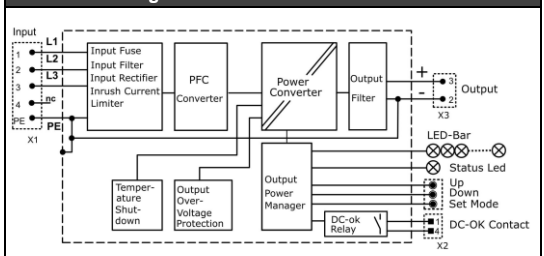 Input
L1
1
L2
2
L3
3
4
nc
PE
PE
X1
Input Fuse
Input Filter
Input Rectifier
Inrush Current
Limiter
PFC
Converter
Power
Converter
Output
Filter
+
-
3
2
Output
X3
LED-Bar
Status Led
Up
Down
Set Mode
1
4
DC-OK Contact
X2
Temper-
ature
Shut-
down
Output
Over-
Voltage
Protection
Output
Power
Manager
DC-ok
Relay